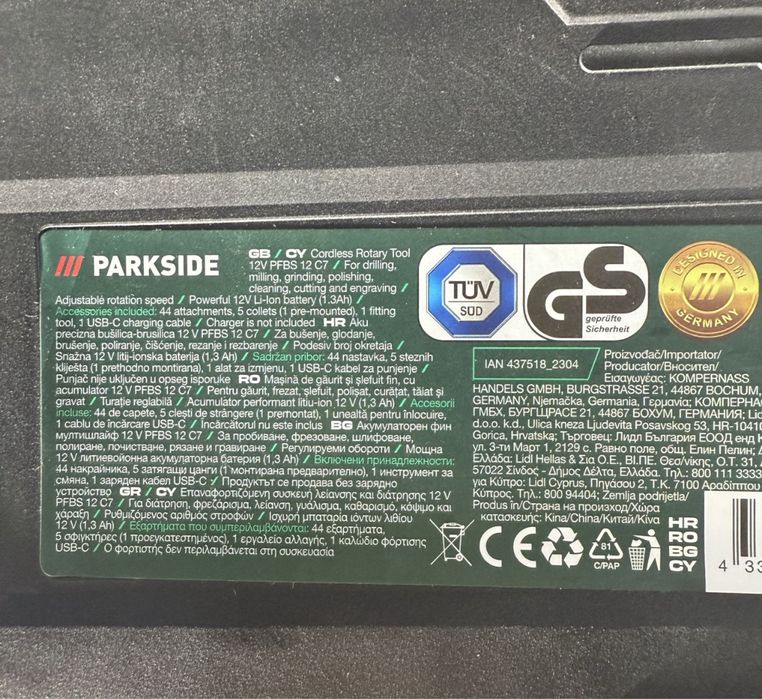 PARKSIDE
GB / CY Cordless Rotary Tool
12V PFBS 12 C7 / For drilling,
milling, grinding, polishing,
cleaning, cutting and engraving /
Adjustable rotation speed / Powerful 12V Li-Ion battery (1.3Ah) /
Accessories included: 44 attachments, 5 collets (1 pre-mounted), 1 fitting
tool, 1 USB-C charging cable / Charger is not included HR Aku
precizna bušilica-brusilica 12 V PFBS 12 C7 / Za bušenje, glodanje,
brušenje, poliranje, čišćenje, rezanje i rezbarenje / Podesiv broj okretaja /
Snažna 12 V litij-ionska baterija (1,3 Ah) / Sadržan pribor: 44 nastavka, 5 steznih
kliješta (1 prethodno montirana), 1 alat za izmjenu, 1 USB-C kabel za punjenje /
Punjač nije uključen u opseg isporuke RO Mașină de găurit și șlefuit fin, cu
acumulator 12 V PFBS 12 C7 / Pentru găurit, frezat, șlefuit, polisat, curățat, tăiat și
gravat / Turație reglabilă / Acumulator performant litiu-ion 12 V (1,3 Ah) / Accesorii
incluse: 44 de capete, 5 clești de strângere (1 premontat), 1 unealtă pentru înlocuire,
1 cablu de încărcare USB-C / Încărcătorul nu este inclus BG Акумулаторен фин
мултишлайф 12 V PFBS 12 C7 / За пробиване, фрезоване, шлифоване,
полиране, почистване, рязане и гравиране / Регулируеми обороти / Мощна
12 V литиевойонна акумулаторна батерия (1,3 Ah) / Включени принадлежности:
44 накрайника, 5 затягащи цанги (1 монтирана предварително), 1 инструмент за
смяна, 1 заряден кабел USB-C / Продуктът се продава без зарядно
устройство GR / CY Επαναφορτιζόμενη συσκευή λείανσης και διάτρησης 12 V
PFBS 12 C7 / Για διάτρηση, φρεζάρισμα, λείανση, γυάλισμα, καθαρισμό, κόψιμο και
χάραξη / Ρυθμιζόμενος αριθμός στροφών / Ισχυρή μπαταρία ιόντων λιθίου
12 V (1,3 Ah) / Εξαρτήματα που συμπεριλαμβάνονται: 44 εξαρτήματα,
5 σφιγκτήρες (1 προεγκατεστημένος), 1 εργαλείο αλλαγής, 1 καλώδιο φόρτισης
USB-C / Ο φορτιστής δεν περιλαμβάνεται στη συσκευασία
TÜV
SÜD
GS
geprüfte
Sicherheit
DESIGNED IN
GERMANY
IAN 437518_2304
Proizvođač/Importator/
Producator/Вносител/
Εισαγωγέας: KOMPERNASS
HANDELS GMBH, BURGSTRASSE 21, 44867 BOCHUM,
GERMANY, Njemačka, Germania, Германия; КОМПЕРНАС
ГМБХ, БУРГЩРАСЕ 21, 44867 БОХУМ, ГЕРМАНИЯ; Lidl
d.o.o. k.d., Ulica kneza Ljudevita Posavskog 53, HR-10410
Gorica, Hrvatska; Търговец: Лидл България ЕООД енд К
ул. 3-ти Март 1, 2129 с. Равно поле, общ. Елин Пелин;
Ελλάδα: Lidl Hellas & Σια Ο.Ε., ΒΙ.ΠΕ. Θεσ/νίκης, Ο.Τ. 31,
57022 Σίνδος - Δήμος Δέλτα, Ελλάδα, Τηλ.: 800 111 3333
για Κύπρο: Lidl Cyprus, Πηγάσου 2, Τ.Κ. 7100 Αραδίππου
Κύπρος. Τηλ.: 800 94404; Zemlja podrijetla/
Produs în/Страна на произход/Χώρα
κατασκευής: Kina/China/Китай/Κίνα
CE
81
C/PAP
HR
RO
BG
CY
4 33